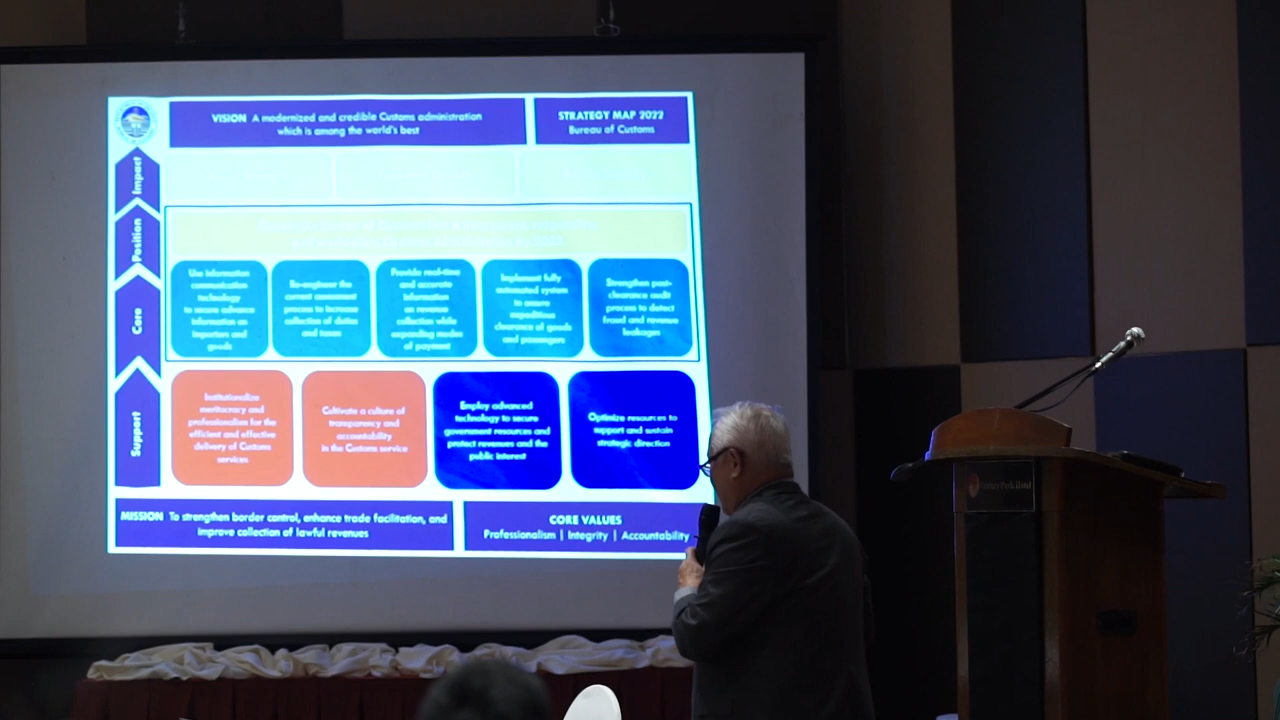 VISION A modernized and credible Customs administration
which is among the world's best
STRATEGY MAP 2022
Bureau of Customs
Impact
Position
Core
Support
Use information
communication
technology
to secure advance
information on
importers and
goods
Re-engineer the
current assessment
process to increase
collection of duties
and taxes
Provide real-time
and accurate
information
on revenue
collection while
expanding modes
of payment
Implement fully
automated system
to ensure
expeditious
clearance of goods
and passengers
Strengthen post-
clearance audit
process to detect
fraud and revenue
leakages
Institutionalize
meritocracy and
professionalism for the
efficient and effective
delivery of Customs
services
Cultivate a culture of
transparency and
accountability
in the Customs service
Employ advanced
technology to secure
government resources and
protect revenues and the
public interest
Optimize resources to
support and sustain
strategic direction
MISSION To strengthen border control, enhance trade facilitation, and
improve collection of lawful revenues
CORE VALUES
Professionalism | Integrity | Accountability